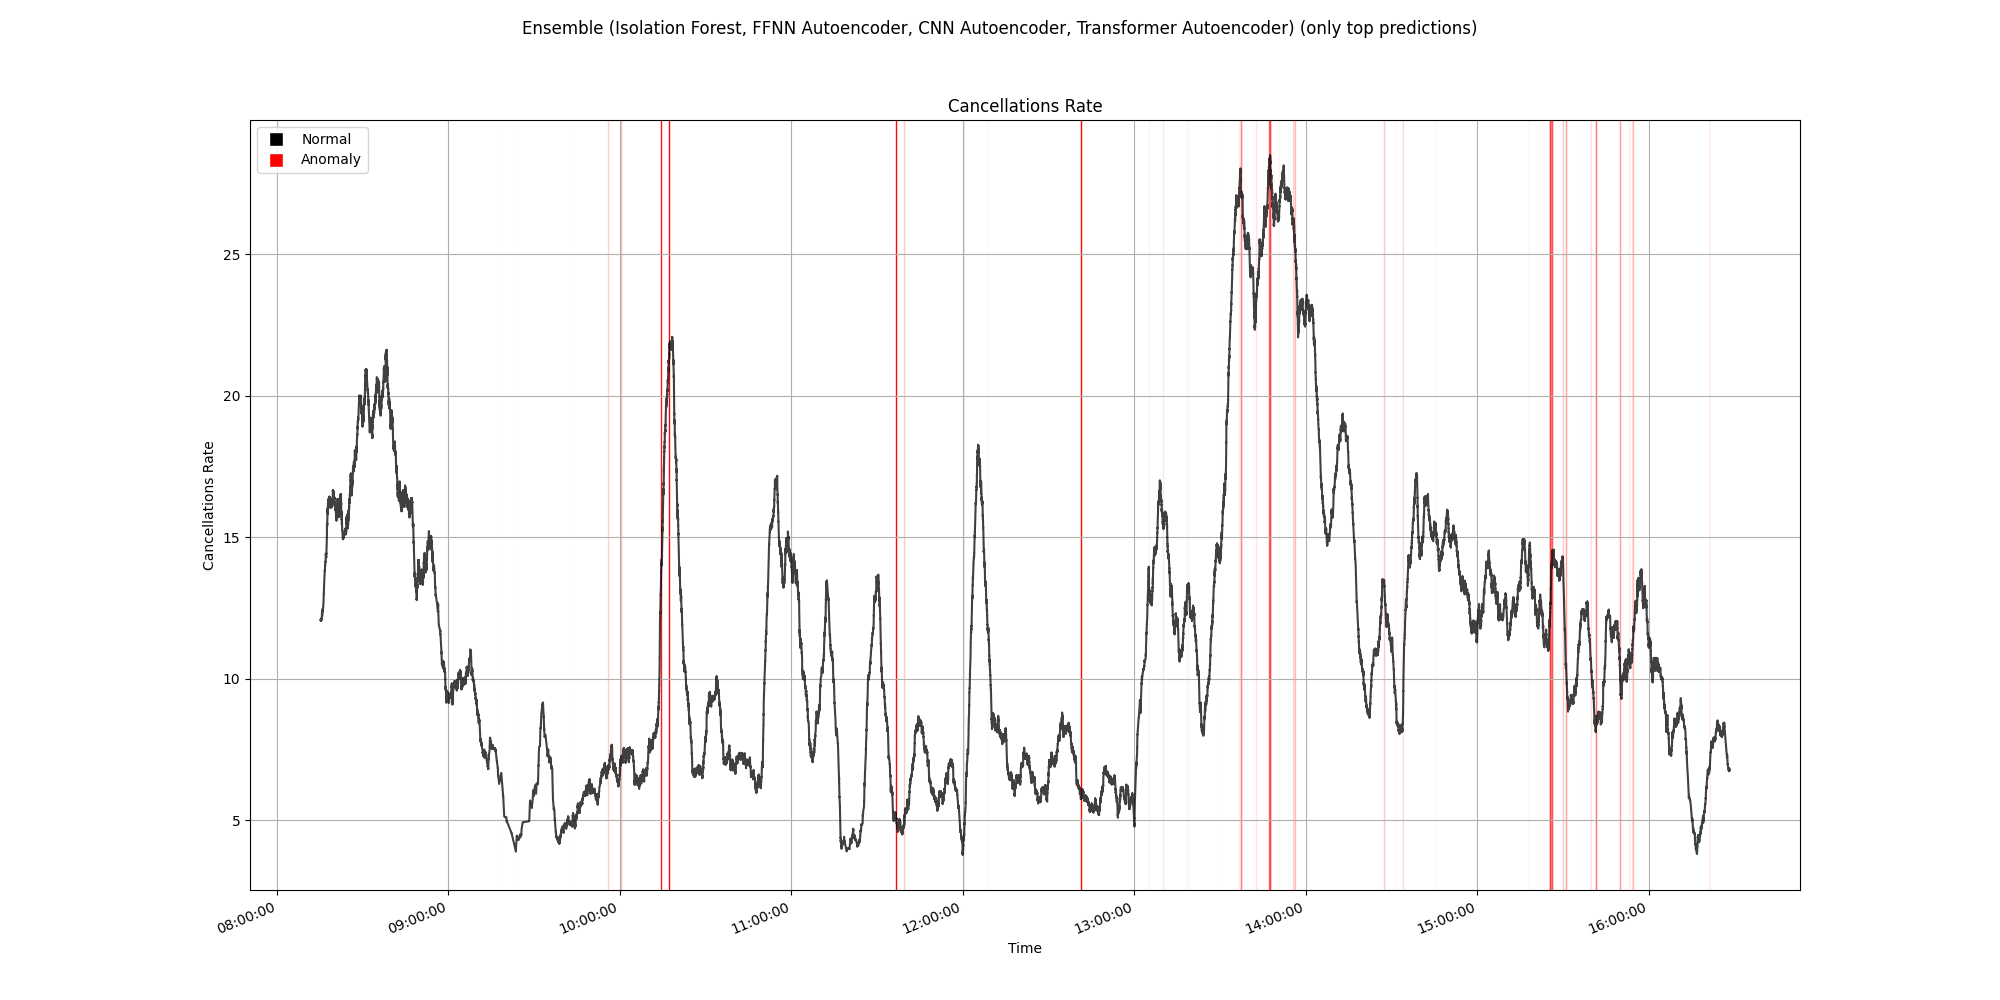 Ensemble (Isolation Forest, FFNN Autoencoder, CNN Autoencoder, Transformer Autoencoder) (only top predictions)
Cancellations Rate
Normal
Anomaly
25
20
15
10
5
Cancellations Rate
08:00:00
09:00:00
10:00:00
11:00:00
12:00:00
13:00:00
14:00:00
15:00:00
16:00:00
Time